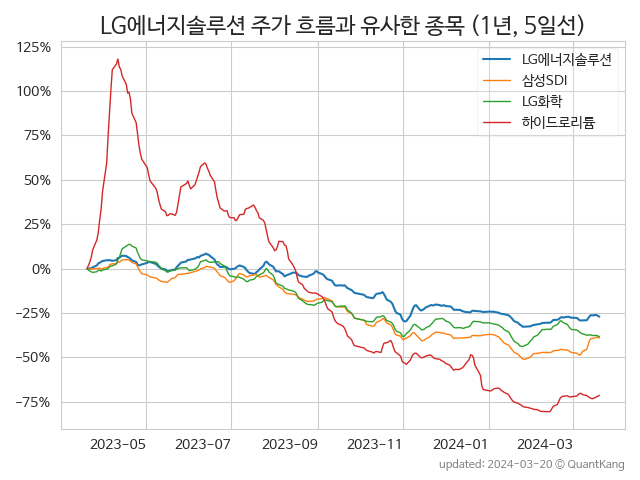 LG에너지솔루션 주가 흐름과 유사한 종목 (1년, 5일선)
LG에너지솔루션
삼성SDI
LG화학
하이드로리튬
125%
100%
75%
50%
25%
0%
−25%
−50%
−75%
2023-05 2023-07 2023-09 2023-11 2024-01 2024-03
updated: 2024-03-20 © QuantKang